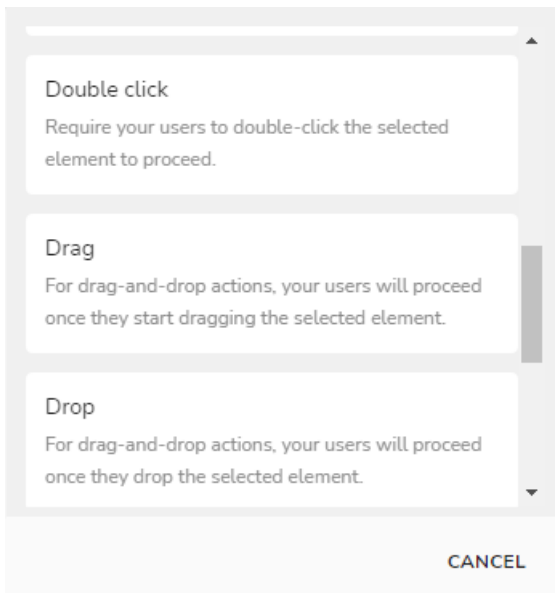 Double click
Require your users to double-click the selected
element to proceed.
Drag
For drag-and-drop actions, your users will proceed
once they start dragging the selected element.
Drop
For drag-and-drop actions, your users will proceed
once they drop the selected element.
CANCEL